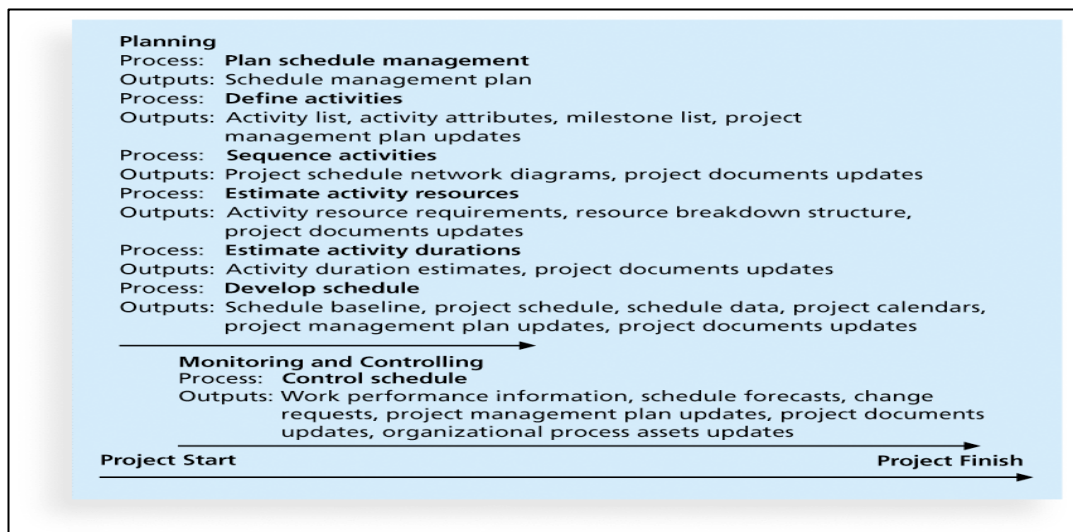 Planning
Process: Plan schedule management
Outputs: Schedule management plan
Process: Define activities
Outputs: Activity list, activity attributes, milestone list, project
management plan updates
Process: Sequence activities
Outputs: Project schedule network diagrams, project documents updates
Process: Estimate activity resources
Outputs: Activity resource requirements, resource breakdown structure,
project documents updates
Process: Estimate activity durations
Outputs: Activity duration estimates, project documents updates
Process: Develop schedule
Outputs: Schedule baseline, project schedule, schedule data, project calendars,
project management plan updates, project documents updates
Monitoring and Controlling
Process: Control schedule
Outputs: Work performance information, schedule forecasts, change
requests, project management plan updates, project documents
updates, organizational process assets updates
Project Start Project Finish